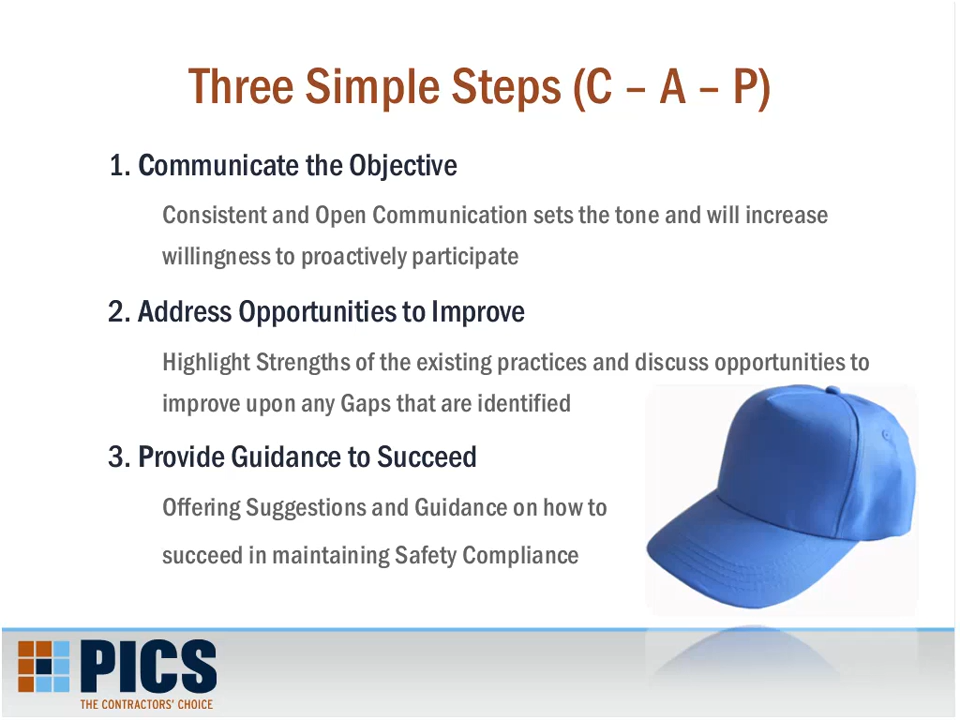 Three Simple Steps (C – A – P)
1. Communicate the Objective
Consistent and Open Communication sets the tone and will increase
willingness to proactively participate
2. Address Opportunities to Improve
Highlight Strengths of the existing practices and discuss opportunities to
improve upon any Gaps that are identified
3. Provide Guidance to Succeed
Offering Suggestions and Guidance on how to
succeed in maintaining Safety Compliance
PICS
THE CONTRACTORS' CHOICE